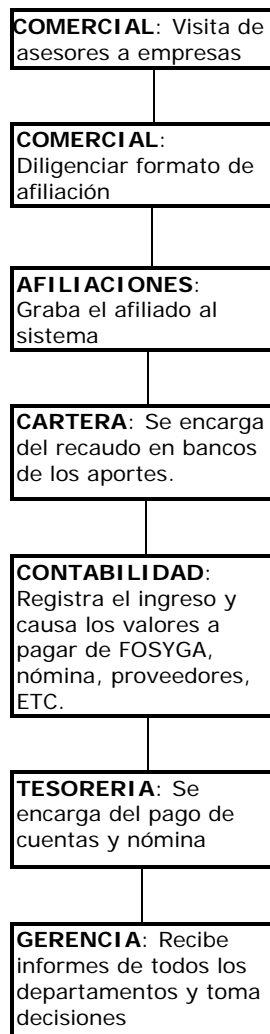 COMERCIAL: Visita de
asesores a empresas
COMERCIAL:
Diligenciar formato de
afiliación
AFILIACIONES:
Graba el afiliado al
sistema
CARTERA: Se encarga
del recaudo en bancos
de los aportes.
CONTABILIDAD:
Registra el ingreso y
causa los valores a
pagar de FOSYGA,
nómina, proveedores,
ETC.
TESORERIA: Se
encarga del pago de
cuentas y nómina
GERENCIA: Recibe
informes de todos los
departamentos y toma
decisiones